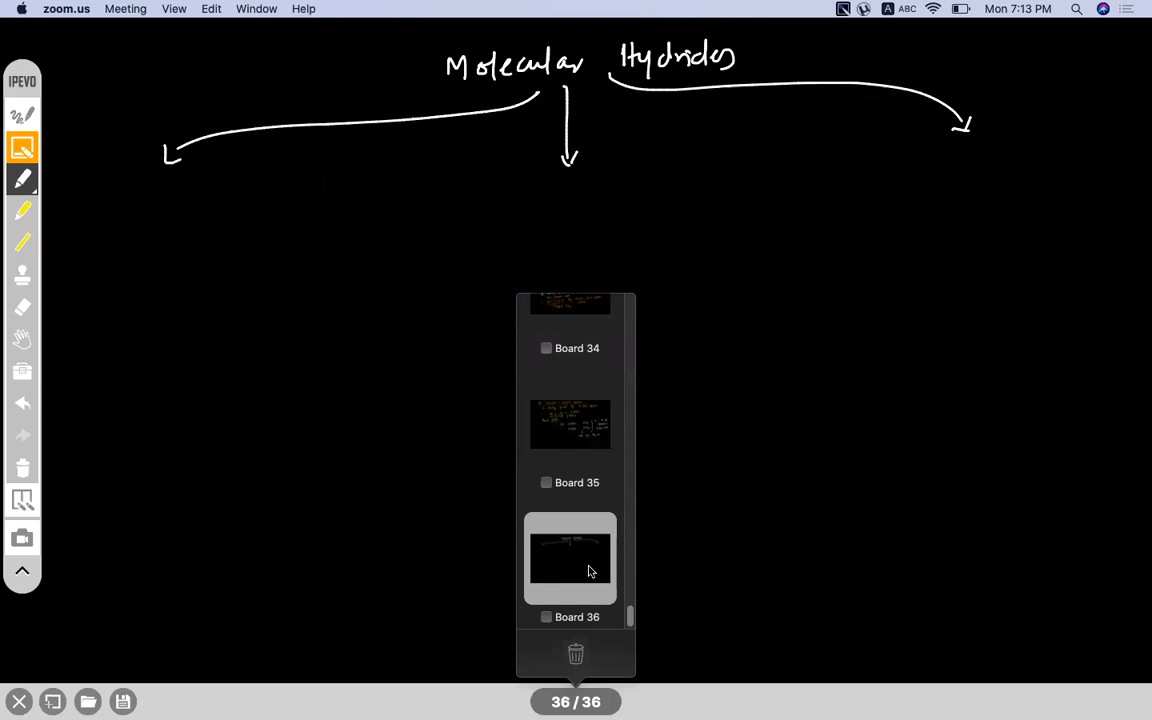 zoom.us Meeting View Edit Window Help A ABC Mon 7:13 PM
IPEVO
Molecular Hydrides
Board 34
Board 35
Board 36
36 / 36